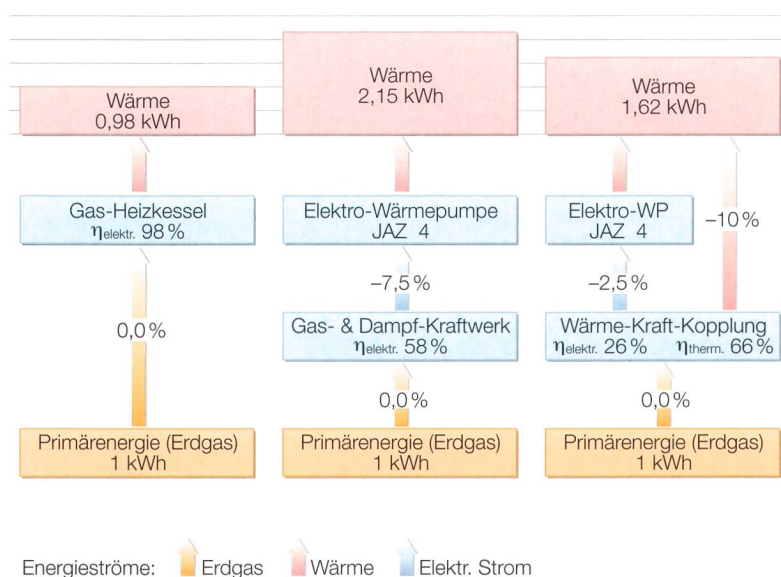 Wärme
0,98 kWh
Gas-Heizkessel
ηelektr. 98 %
0,0 %
Primärenergie (Erdgas)
1 kWh
Wärme
2,15 kWh
Elektro-Wärmepumpe
JAZ 4
–7,5 %
Gas- & Dampf-Kraftwerk
ηelektr. 58 %
0,0 %
Primärenergie (Erdgas)
1 kWh
Wärme
1,62 kWh
Elektro-WP
JAZ 4
–10 %
–2,5 %
Wärme-Kraft-Kopplung
ηelektr. 26 % ηtherm. 66 %
0,0 %
Primärenergie (Erdgas)
1 kWh
Energieströme: Erdgas Wärme Elektr. Strom